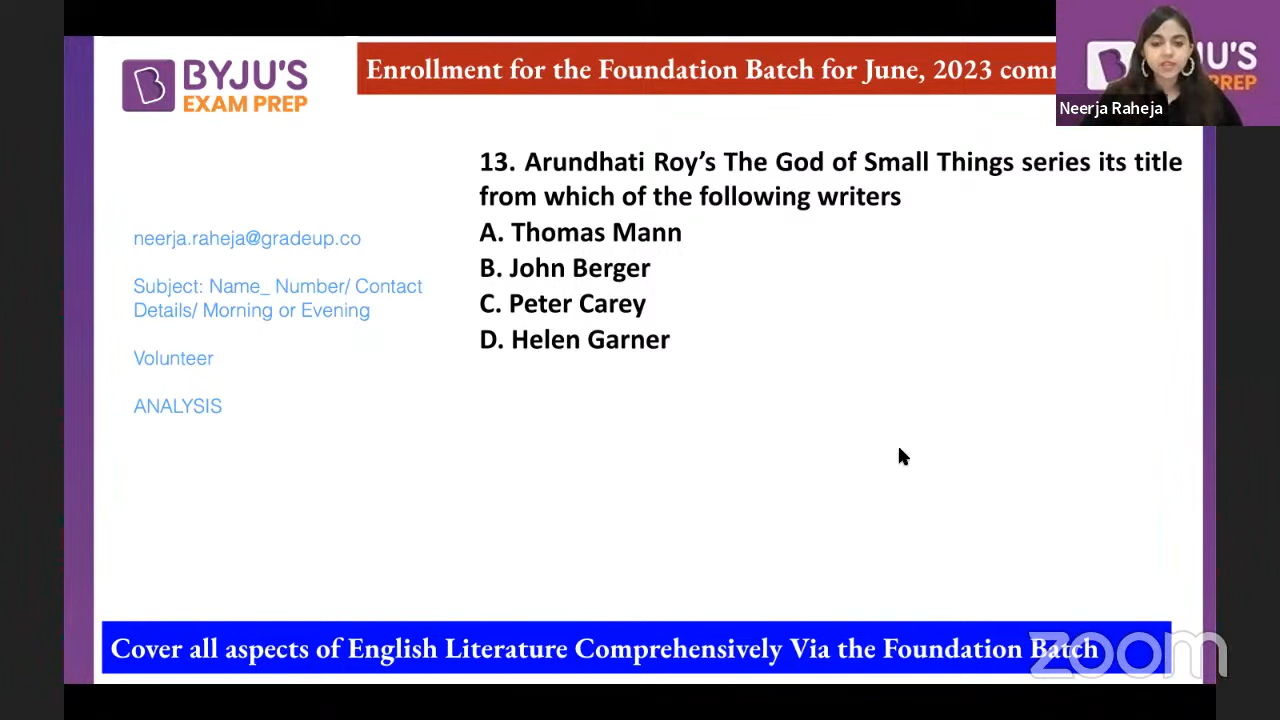 BYJU'S
EXAM PREP
Enrollment for the Foundation Batch for June, 2023
BYJU'S
Neerja Raheja
13. Arundhati Roy's The God of Small Things series its title
from which of the following writers
A. Thomas Mann
B. John Berger
C. Peter Carey
D. Helen Garner
neerja.raheja@gradeup.co
Subject: Name_ Number/ Contact
Details/ Morning or Evening
Volunteer
ANALYSIS
Cover all aspects of English Literature Comprehensively Via the Foundation Batch
zoom